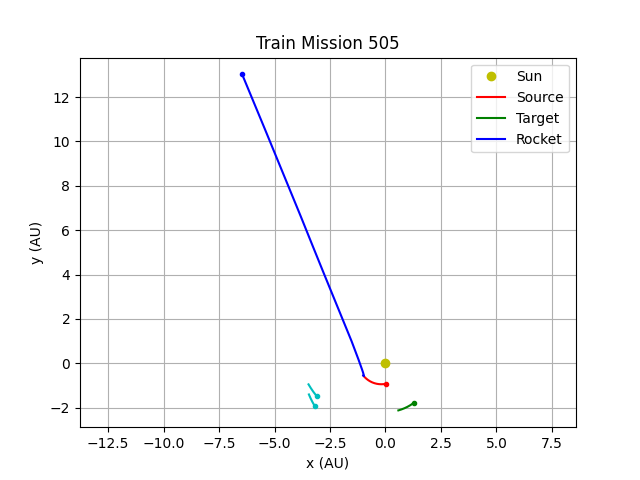 Train Mission 505
Sun
Source
Target
Rocket
12
10
8
6
4
2
0
−2
y (AU)
−12.5 −10.0 −7.5 −5.0 −2.5 0.0 2.5 5.0 7.5
x (AU)